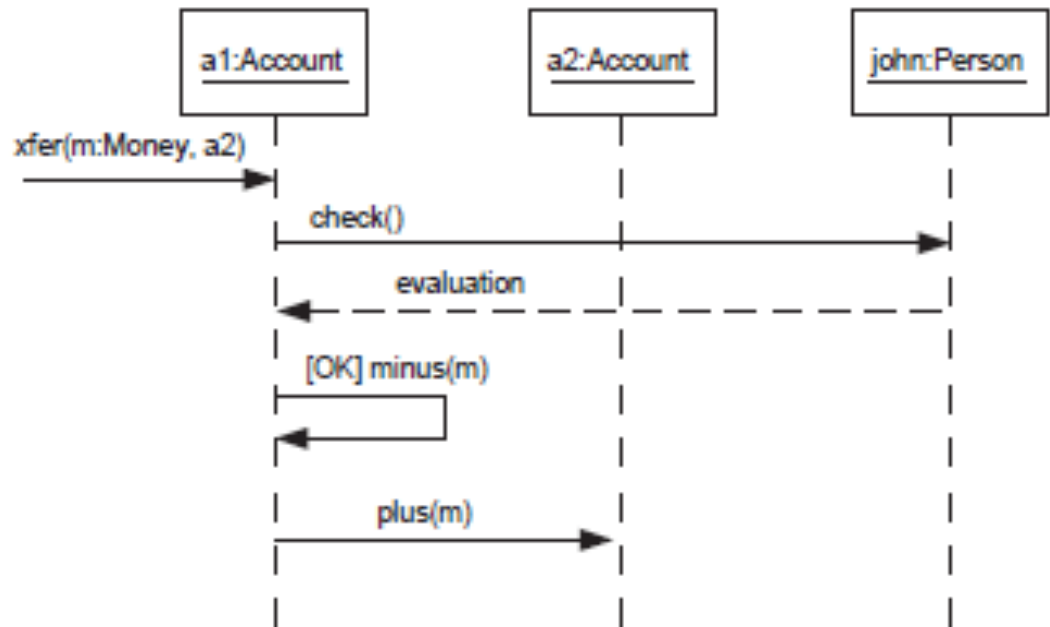 a1:Account
a2:Account
john:Person
xfer(m:Money, a2)
check()
evaluation
[OK] minus(m)
plus(m)